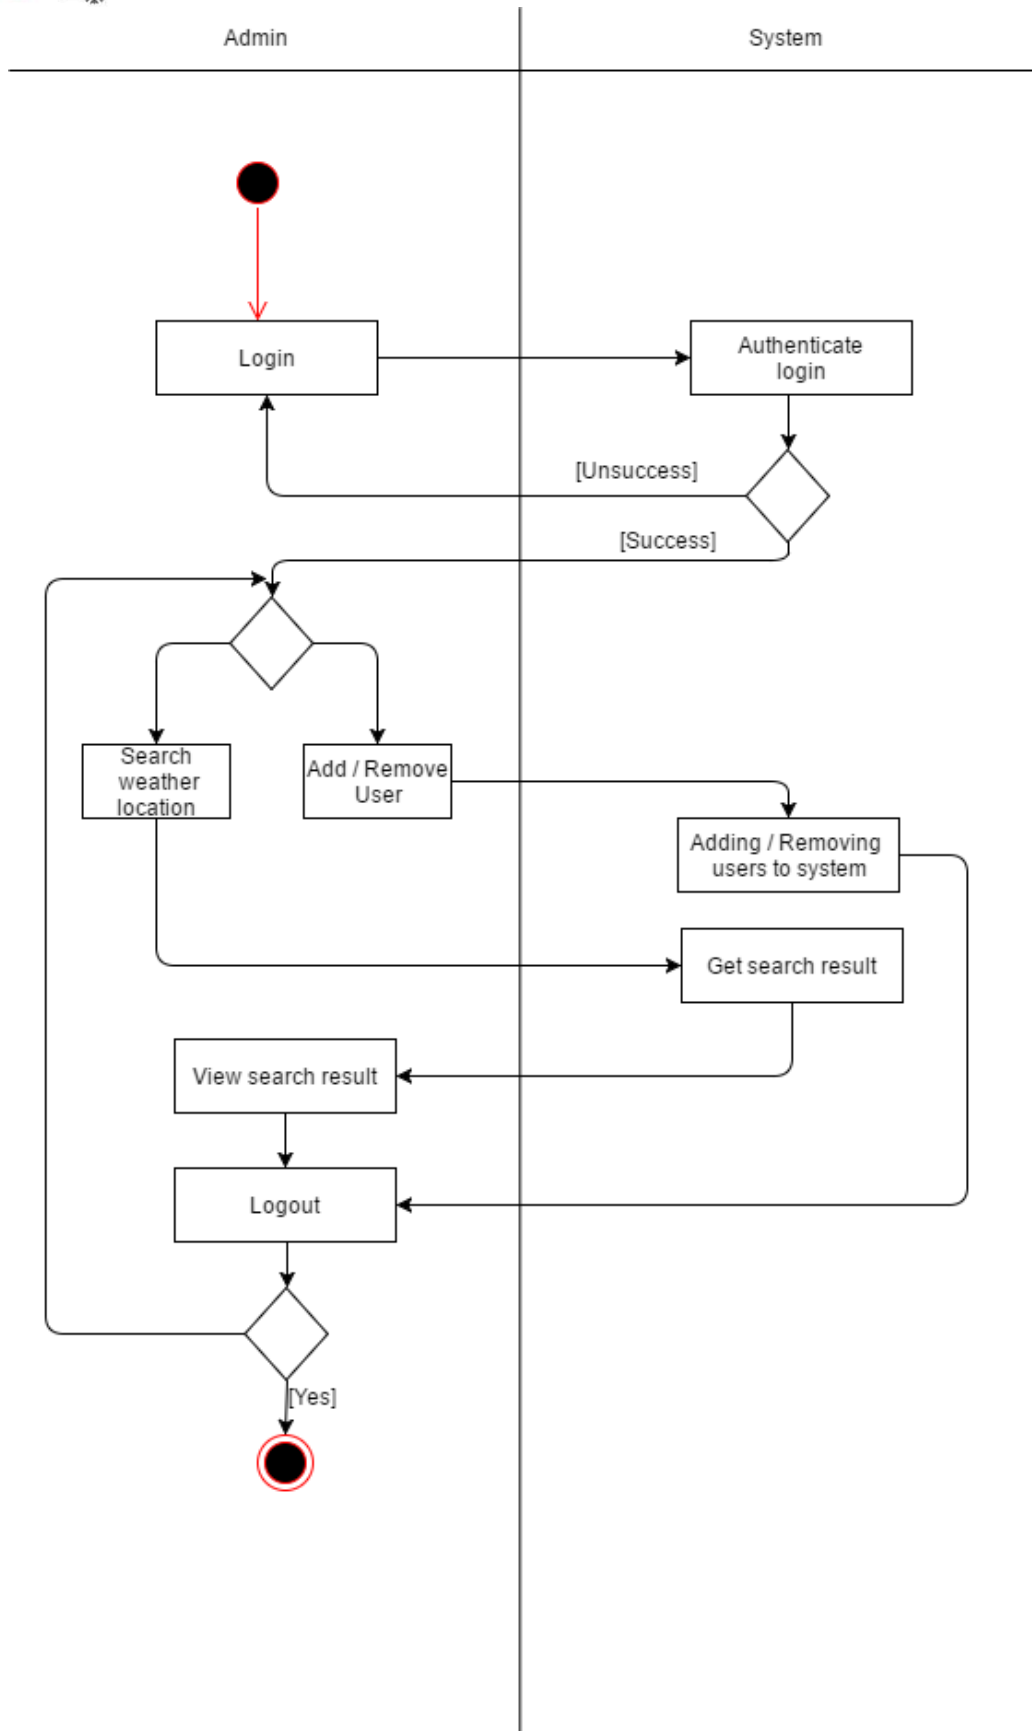 Admin
System
Login
Authenticate
login
[Unsuccess]
[Success]
Search
weather
location
Add / Remove
User
Adding / Removing
users to system
Get search result
View search result
Logout
[Yes]